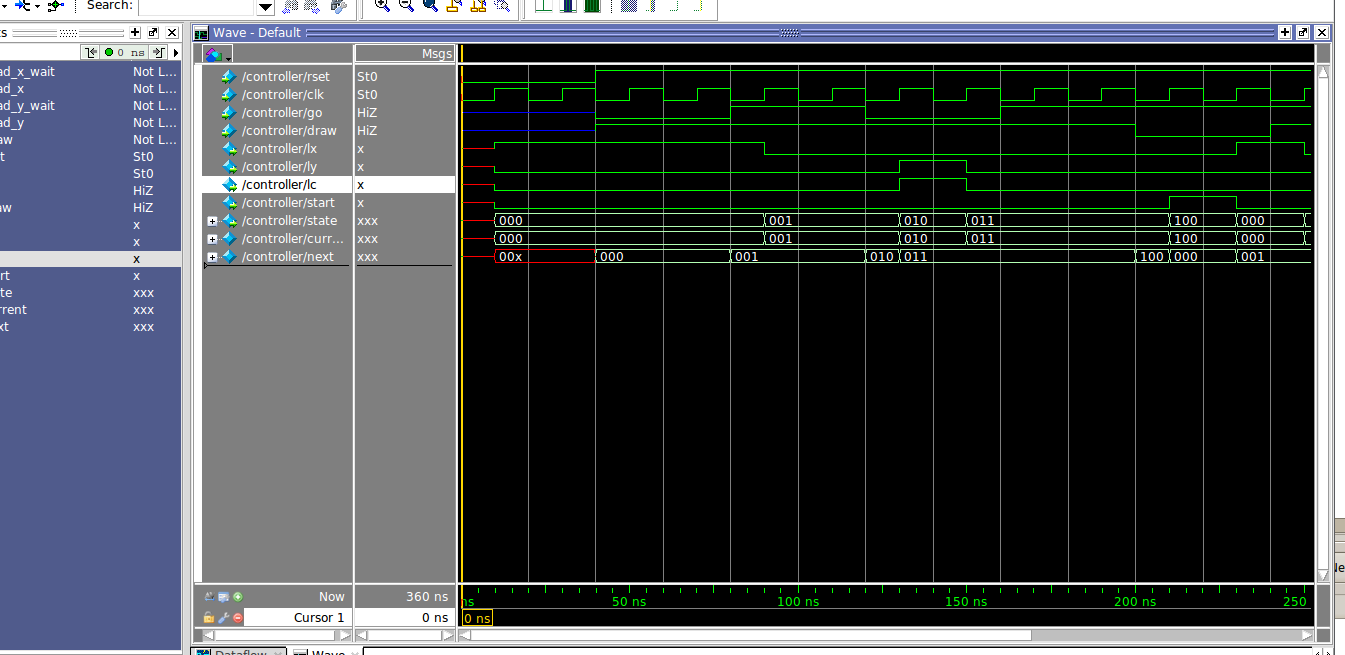 Search:
Wave - Default
0 ns
Msgs
ad_x_wait Not L...
ad_x Not L...
ad_y_wait Not L...
ad_y Not L...
aw Not L...
t St0
St0
HiZ
aw HiZ
x
x
x
rt x
te xxx
rrent xxx
xt xxx
/controller/rset St0
/controller/clk St0
/controller/go HiZ
/controller/draw HiZ
/controller/lx x
/controller/ly x
/controller/lc x
/controller/start x
/controller/state xxx 000 001 010 011 100 000
/controller/curr... xxx 000 001 010 011 100 000
/controller/next xxx 00x 000 001 010 011 100 000 001
Now 360 ns ns 50 ns 100 ns 150 ns 200 ns 250
Cursor 1 0 ns 0 ns
Dataflow Wave